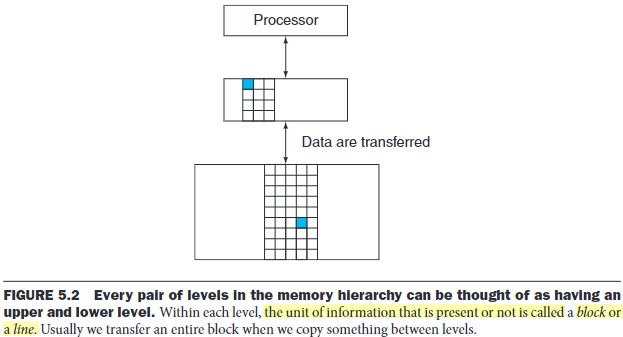 Processor
Data are transferred
FIGURE 5.2 Every pair of levels in the memory hierarchy can be thought of as having an
upper and lower level. Within each level, the unit of information that is present or not is called a block or
a line. Usually we transfer an entire block when we copy something between levels.